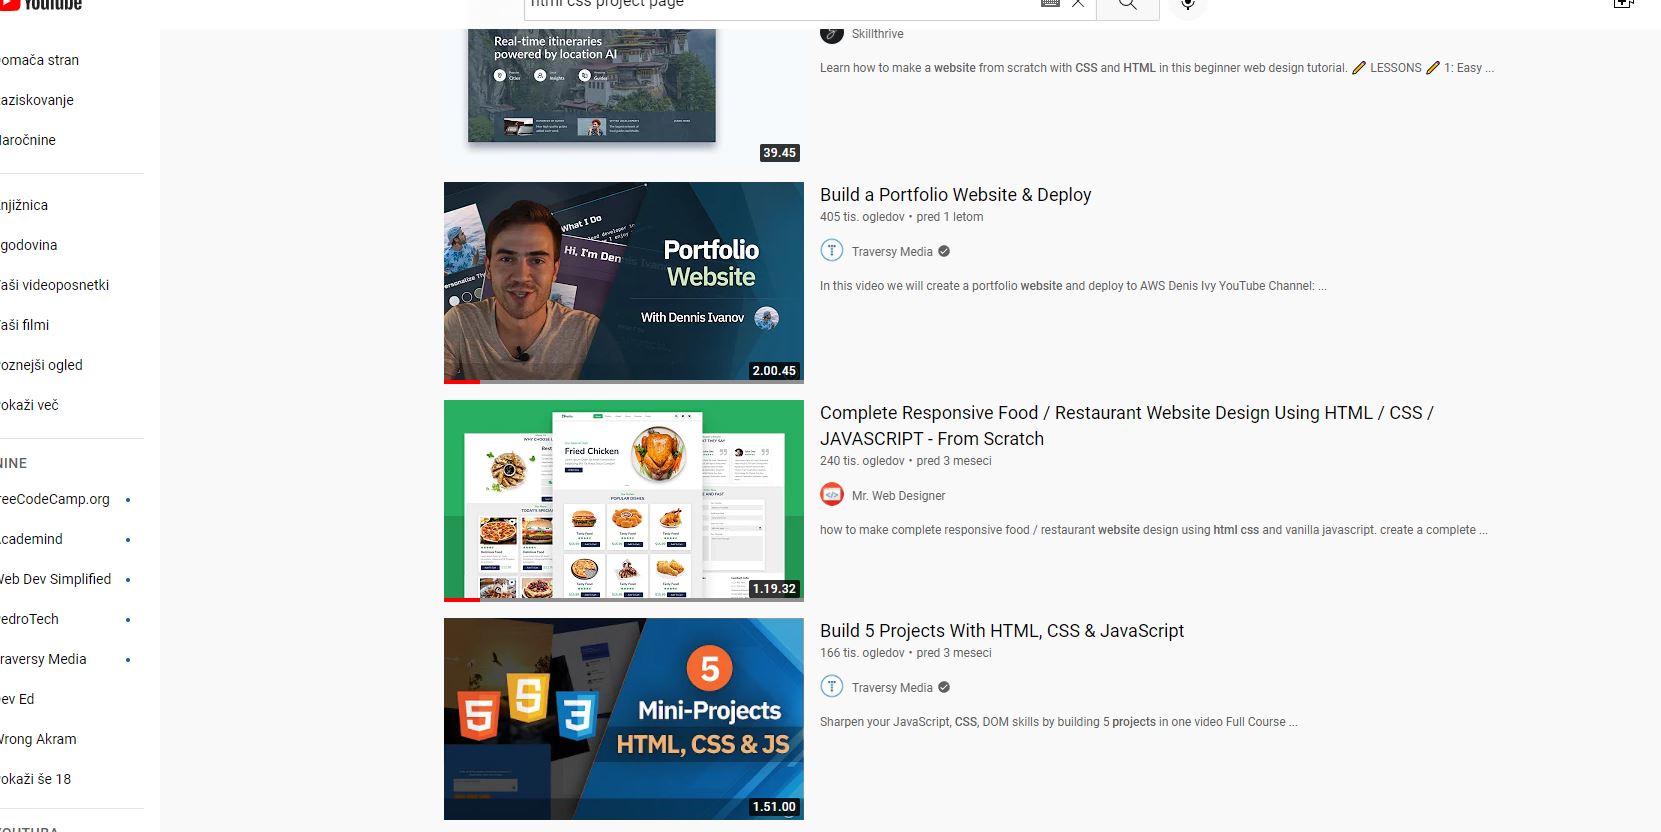 YouTube
html css project page
omača stran
aziskovanje
aročnine
njižnica
godovina
aši videoposnetki
aši filmi
oznejši ogled
okaži več
NINE
reeCodeCamp.org
cademind
eb Dev Simplified
edroTech
raversy Media
ev Ed
rong Akram
okaži še 18
YOUTUBA
Real-time itineraries
powered by location AI
39.45
Skillthrive
Learn how to make a website from scratch with CSS and HTML in this beginner web design tutorial. LESSONS 1: Easy ...
What I Do
Hi, I'm Den
Portfolio
Website
With Dennis Ivanov
2.00.45
Build a Portfolio Website & Deploy
405 tis. ogledov • pred 1 letom
Traversy Media
In this video we will create a portfolio website and deploy to AWS Denis Ivy YouTube Channel: ...
Fried Chicken
POPULAR DISHES
TODAY'S SPECIA
1.19.32
Complete Responsive Food / Restaurant Website Design Using HTML / CSS /
JAVASCRIPT - From Scratch
240 tis. ogledov • pred 3 meseci
Mr. Web Designer
how to make complete responsive food / restaurant website design using html css and vanilla javascript. create a complete ...
5
5
5
3
Mini-Projects
HTML, CSS & JS
1.51.00
Build 5 Projects With HTML, CSS & JavaScript
166 tis. ogledov • pred 3 meseci
Traversy Media
Sharpen your JavaScript, CSS, DOM skills by building 5 projects in one video Full Course ...